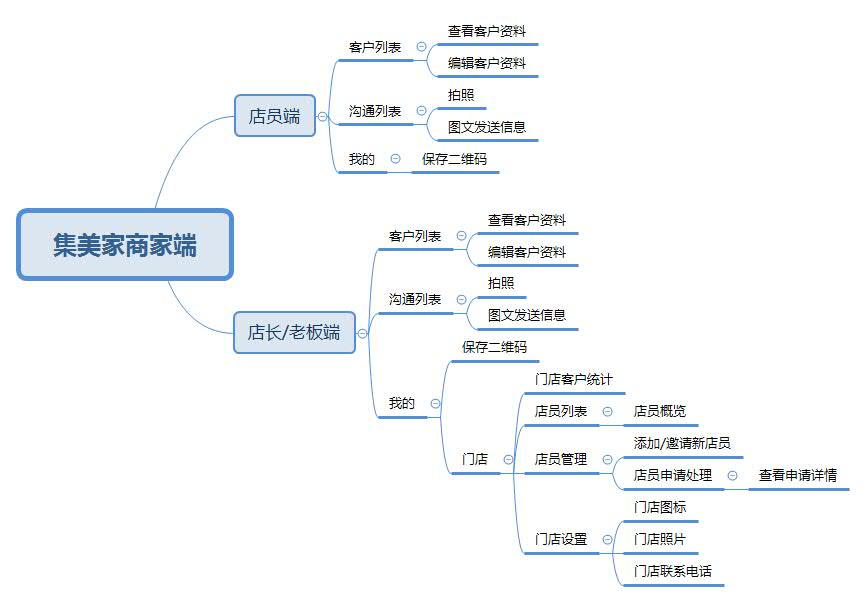 集美家商家端
店员端
客户列表
查看客户资料
编辑客户资料
沟通列表
拍照
图文发送信息
我的
保存二维码
店长/老板端
客户列表
查看客户资料
编辑客户资料
沟通列表
拍照
图文发送信息
我的
保存二维码
门店
门店客户统计
店员列表
店员概览
店员管理
添加/邀请新店员
店员申请处理
查看申请详情
门店设置
门店图标
门店照片
门店联系电话